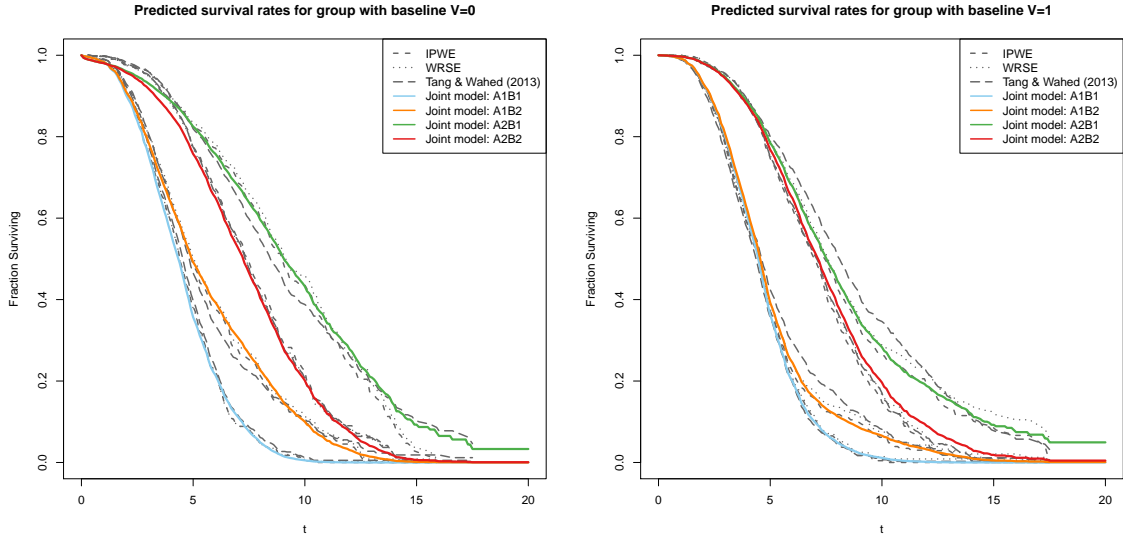 Predicted survival rates for group with baseline V=0
Fraction Surviving
1.0
0.8
0.6
0.4
0.2
0.0
IPWE
WRSE
Tang & Wahed (2013)
Joint model: A1B1
Joint model: A1B2
Joint model: A2B1
Joint model: A2B2
0 5 10 15 20
t
Predicted survival rates for group with baseline V=1
Fraction Surviving
1.0
0.8
0.6
0.4
0.2
0.0
IPWE
WRSE
Tang & Wahed (2013)
Joint model: A1B1
Joint model: A1B2
Joint model: A2B1
Joint model: A2B2
0 5 10 15 20
t